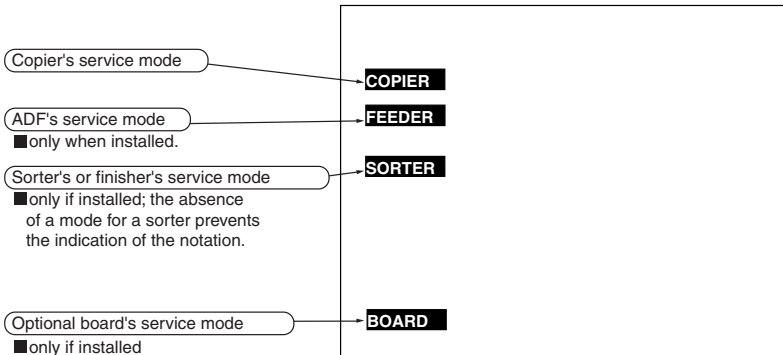 Copier's service mode
COPIER
ADF's service mode
FEEDER
■only when installed.
Sorter's or finisher's service mode
SORTER
■only if installed; the absence
of a mode for a sorter prevents
the indication of the notation.
Optional board's service mode
BOARD
■only if installed